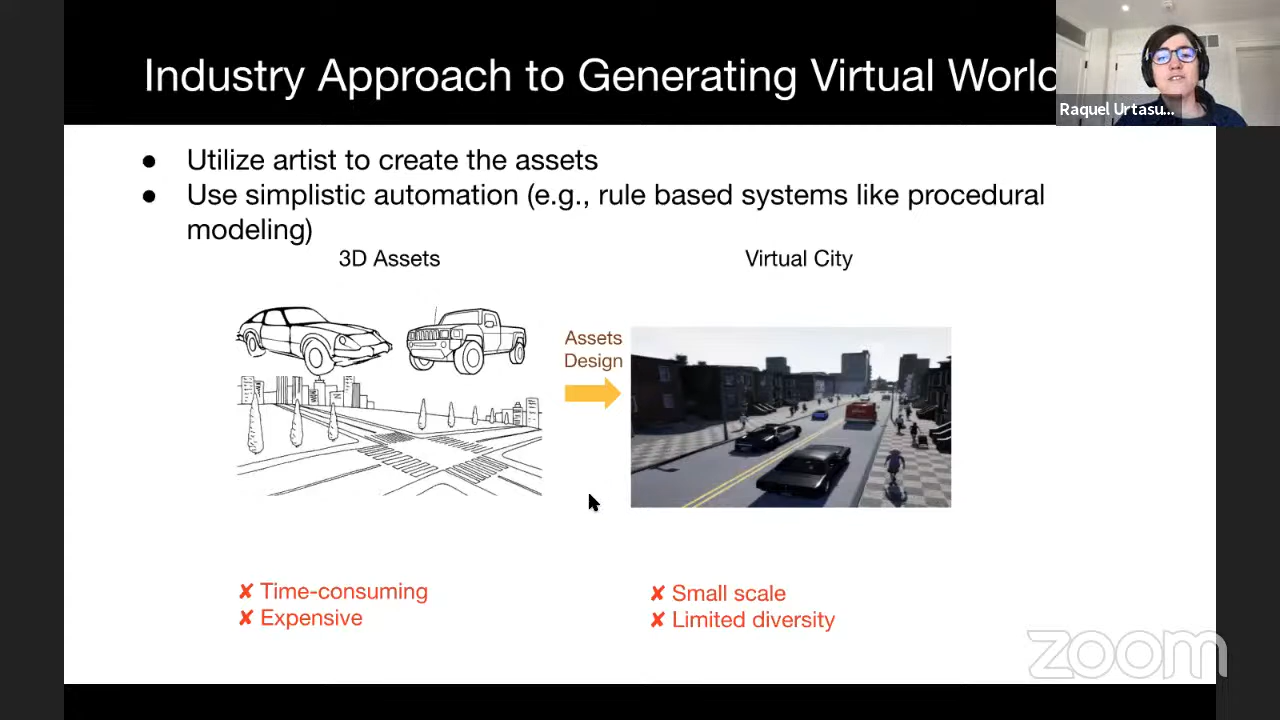 Industry Approach to Generating Virtual World
Raquel Urtasu...
● Utilize artist to create the assets
● Use simplistic automation (e.g., rule based systems like procedural
modeling)
3D Assets
Virtual City
Assets
Design
✘ Time-consuming
✘ Expensive
✘ Small scale
✘ Limited diversity
zoom